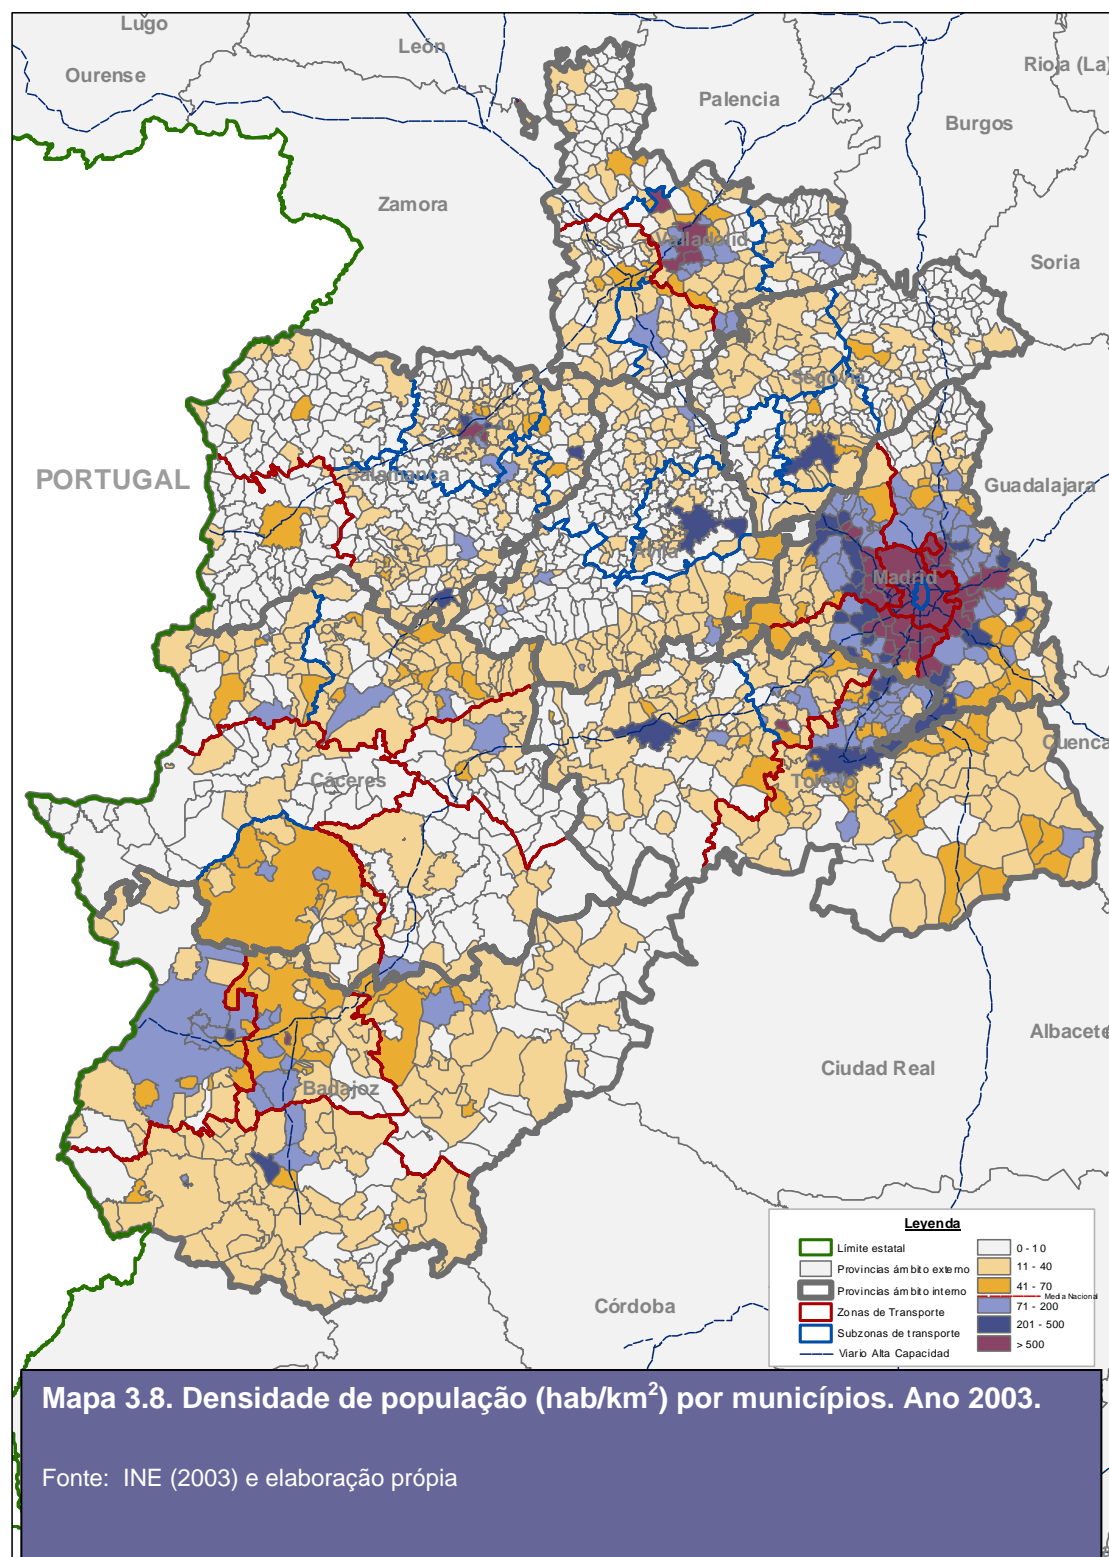 Lugo
León
Ourense
Rioja (La)
Palencia
Burgos
Zamora
Valladolid
Soria
Segovia
PORTUGAL
Salamanca
Guadalajara
Avila
Madrid
Cuenca
Cáceres
Toledo
Albacete
Ciudad Real
Badajoz
Córdoba
Leyenda
Límite estatal
Provincias ámbito externo
Provincias ámbito interno
Zonas de Transporte
Subzonas de transporte
Viario Alta Capacidad
0 - 10
11 - 40
41 - 70
Media Nacional
71 - 200
201 - 500
> 500
Mapa 3.8. Densidade de população (hab/km²) por municípios. Ano 2003.
Fonte: INE (2003) e elaboração própia